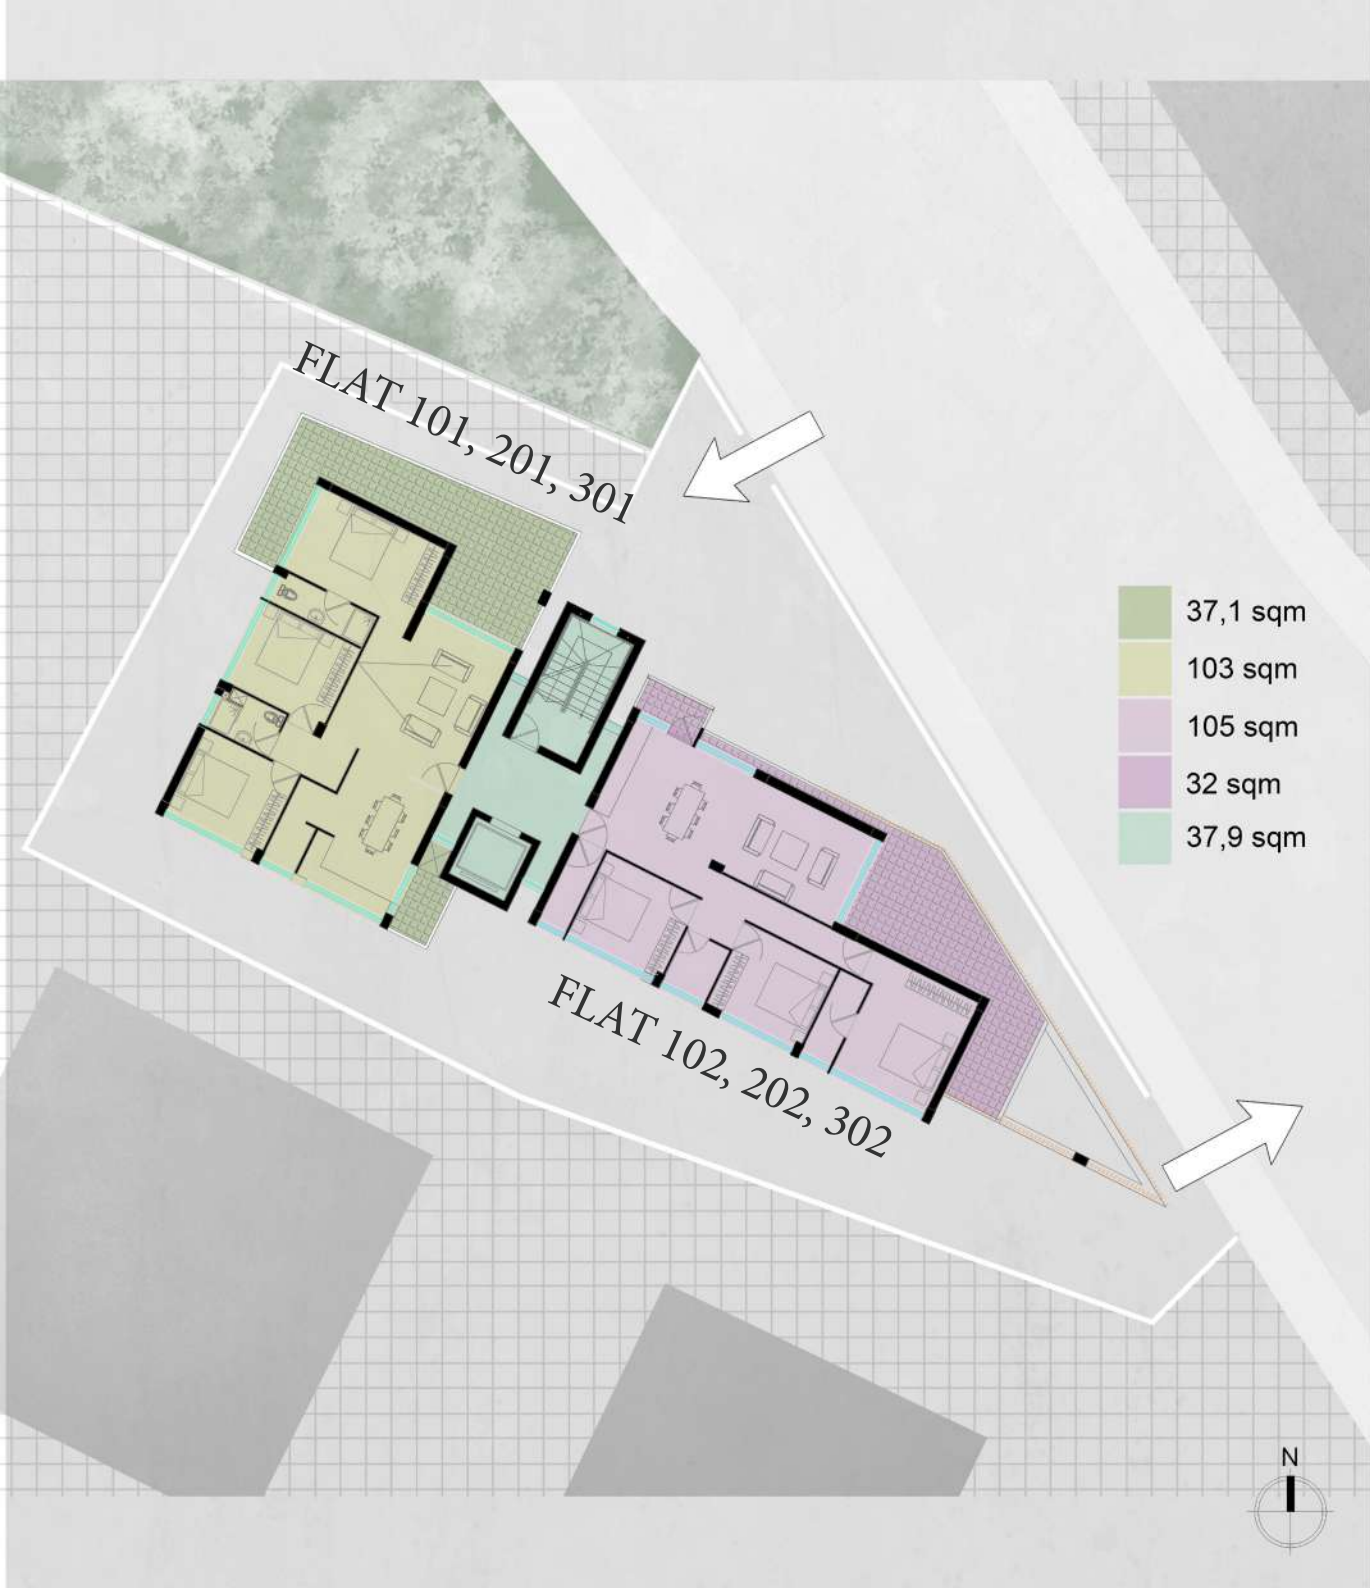 FLAT 101, 201, 301
37,1 sqm
103 sqm
105 sqm
32 sqm
37,9 sqm
FLAT 102, 202, 302
N